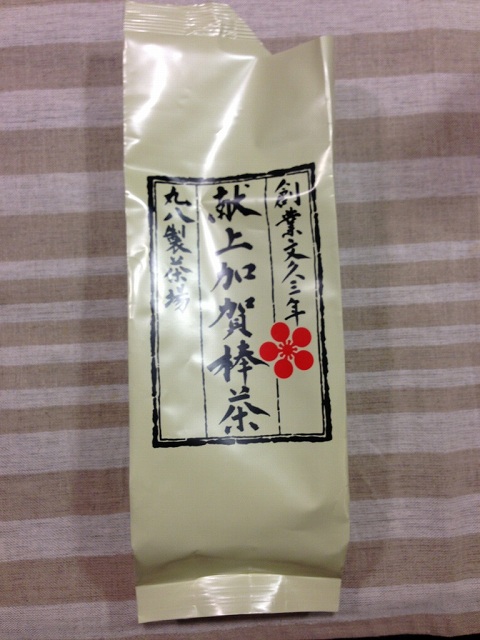 創業文久三年
献上加賀棒茶
丸八製茶場